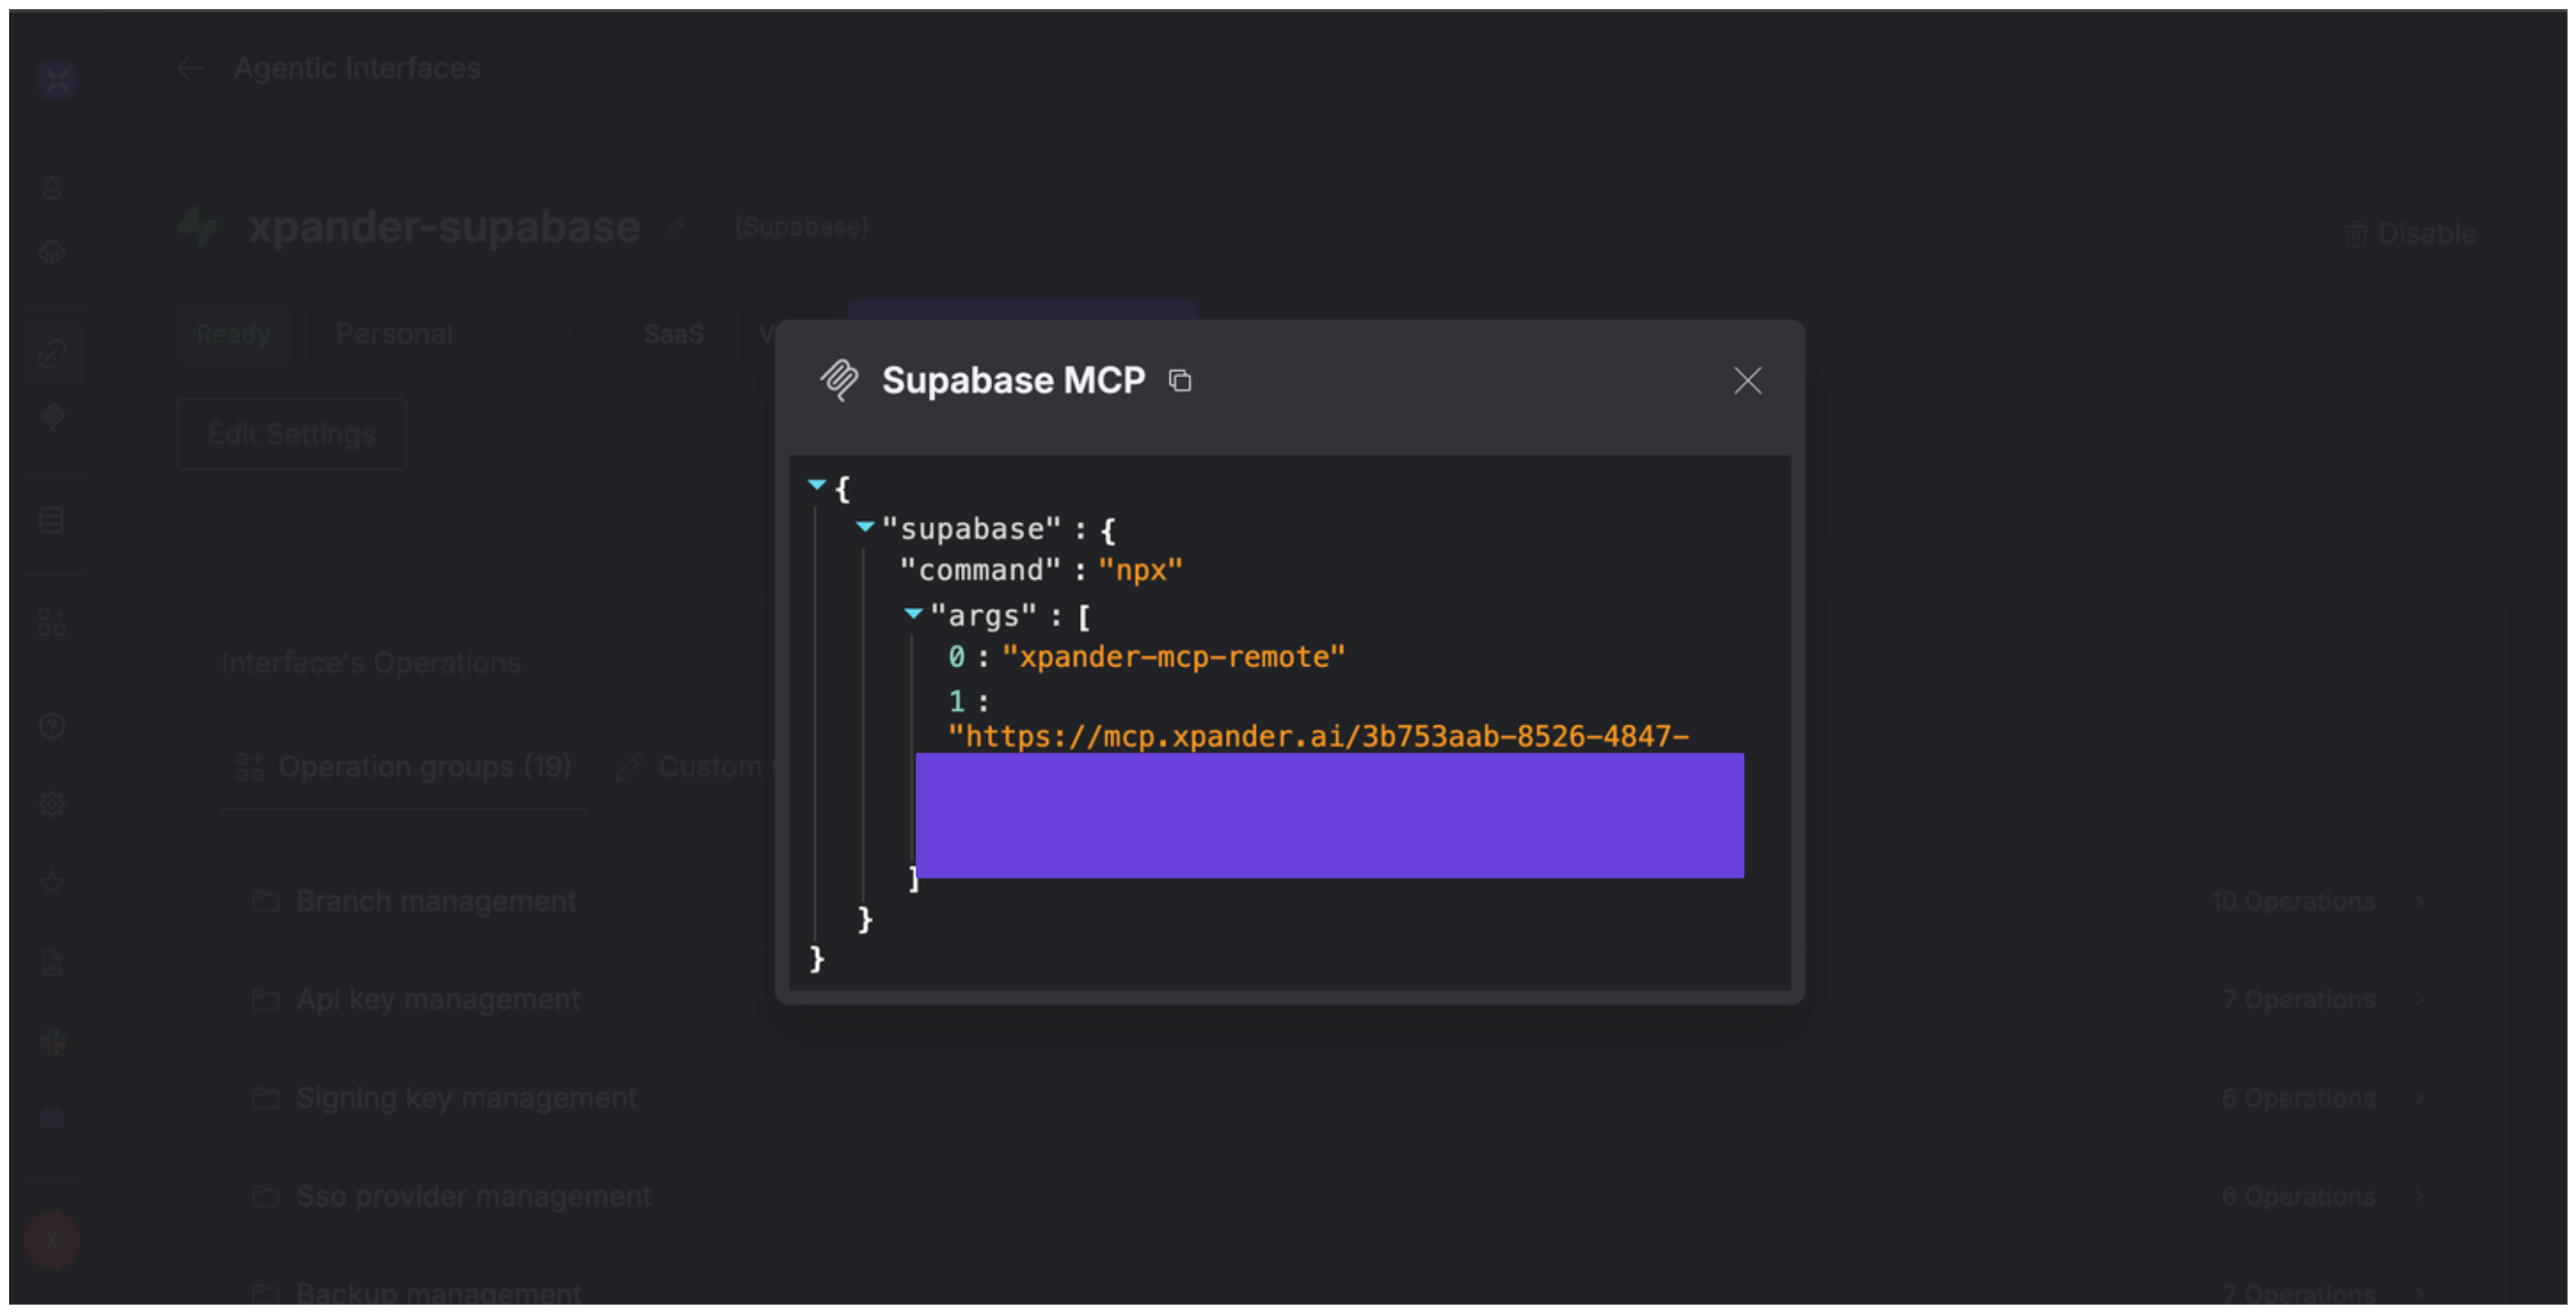 Agentic Interfaces
xpander-supabase
(Supabase)
Disable
Ready
Personal
SaaS
V
Edit Settings
Supabase MCP
{
"supabase" : {
"command" : "npx"
"args" : [
0 : "xpander-mcp-remote"
1 :
"https://mcp.xpander.ai/3b753aab-8526-4847-
]
}
}
Interface's Operations
Operation groups (19)
Custom
Branch management
10 Operations
Api key management
7 Operations
Signing key management
6 Operations
Sso provider management
6 Operations
Backup management
7 Operations
X